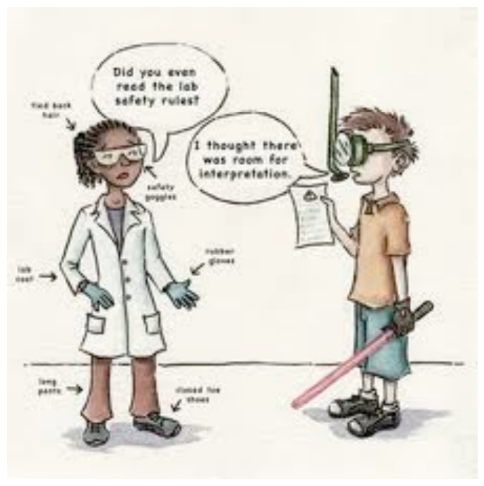 Did you even
read the lab
safety rules?
I thought there
was room for
interpretation.
tied back
hair
safety
goggles
lab
coat
rubber
gloves
long
pants
closed toe
shoes